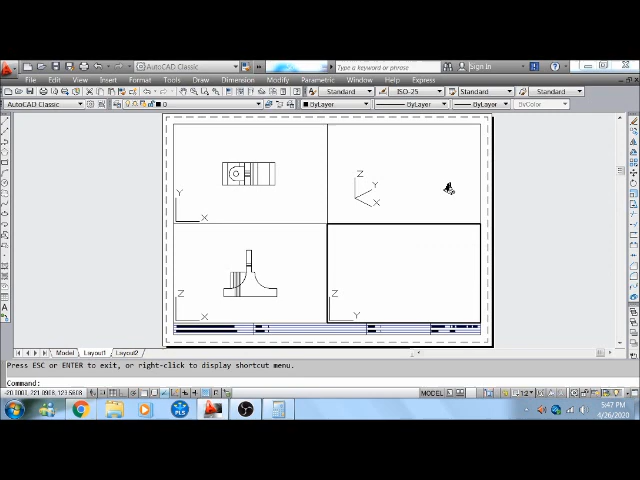 AutoCAD Classic
Type a keyword or phrase
Sign In
File Edit View Insert Format Tools Draw Dimension Modify Parametric Window Help Express
Standard ISO-25 Standard Standard
AutoCAD Classic 0 ByLayer ByLayer ByLayer ByColor
Z
Y
X
Y
X
Z
X
Z
Y
Model Layout1 Layout2
Press ESC or ENTER to exit, or right-click to display shortcut menu.
Command:
MODEL
PLS
5:47 PM
4/26/2020